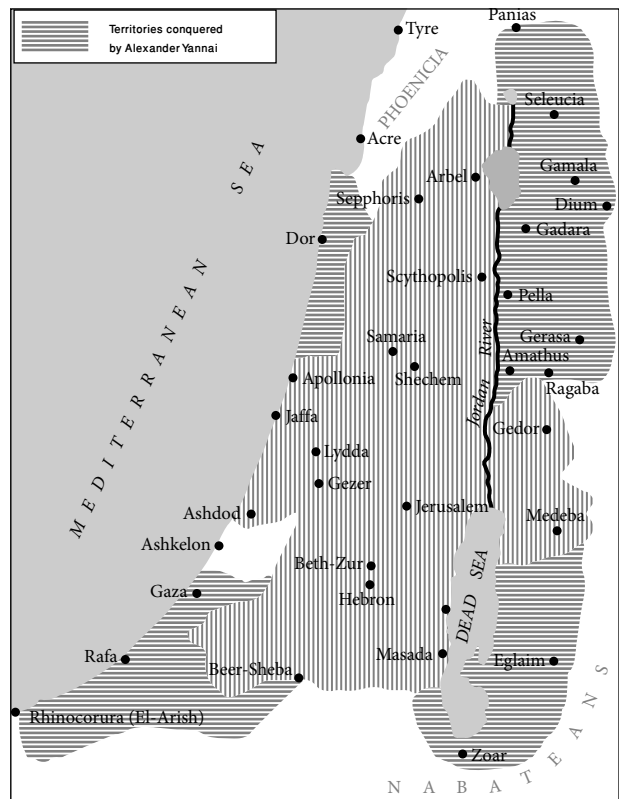 Territories conquered
by Alexander Yannai
Panias
Tyre
PHOENICIA
Seleucia
Acre
Arbel
Gamala
Sepphoris
Dium
Gadara
Dor
MEDITERRANEAN SEA
Scythopolis
Pella
Samaria
Gerasa
Shechem
Amathus
Jordan River
Apollonia
Ragaba
Jaffa
Gedor
Lydda
Gezer
Jerusalem
Ashdod
Medeba
Ashkelon
Beth-Zur
Hebron
Gaza
DEAD SEA
Masada
Rafa
Beer-Sheba
Eglaim
Rhinocorura (El-Arish)
Zoar
NABATEANS